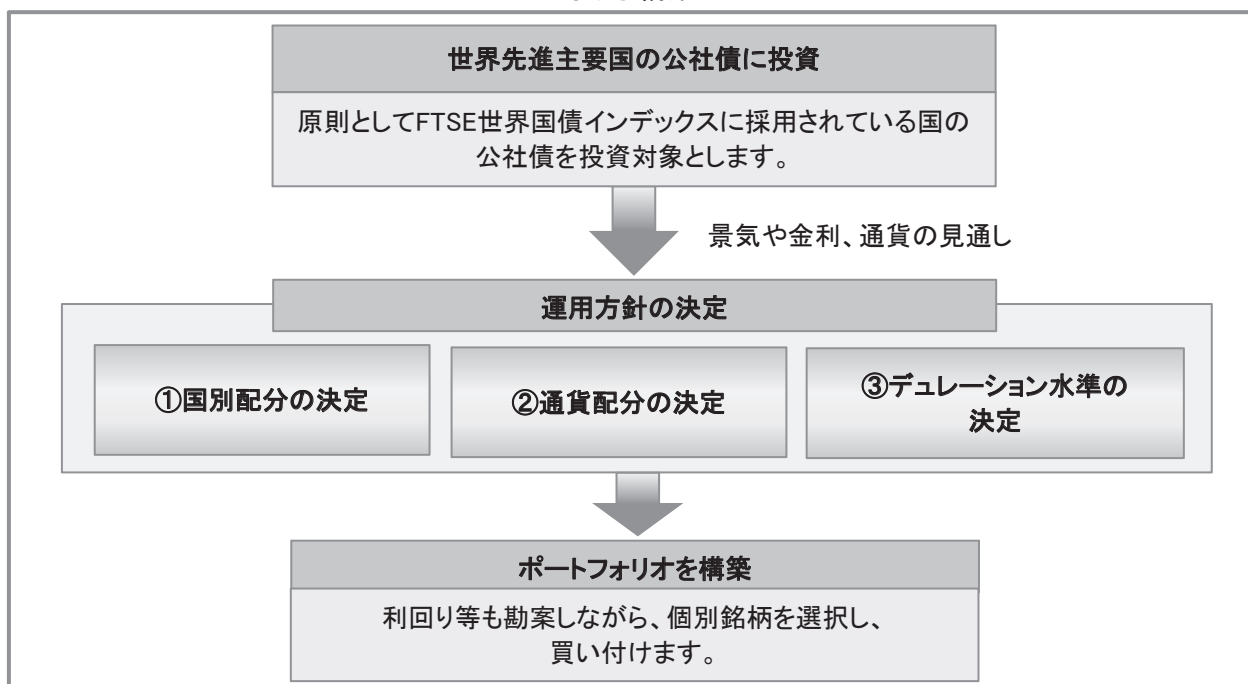 世界先進主要国の公社債に投資
原則としてFTSE世界国債インデックスに採用されている国の
公社債を投資対象とします。
景気や金利、通貨の見通し
運用方針の決定
①国別配分の決定
②通貨配分の決定
③デュレーション水準の
決定
ポートフォリオを構築
利回り等も勘案しながら、個別銘柄を選択し、
買い付けます。